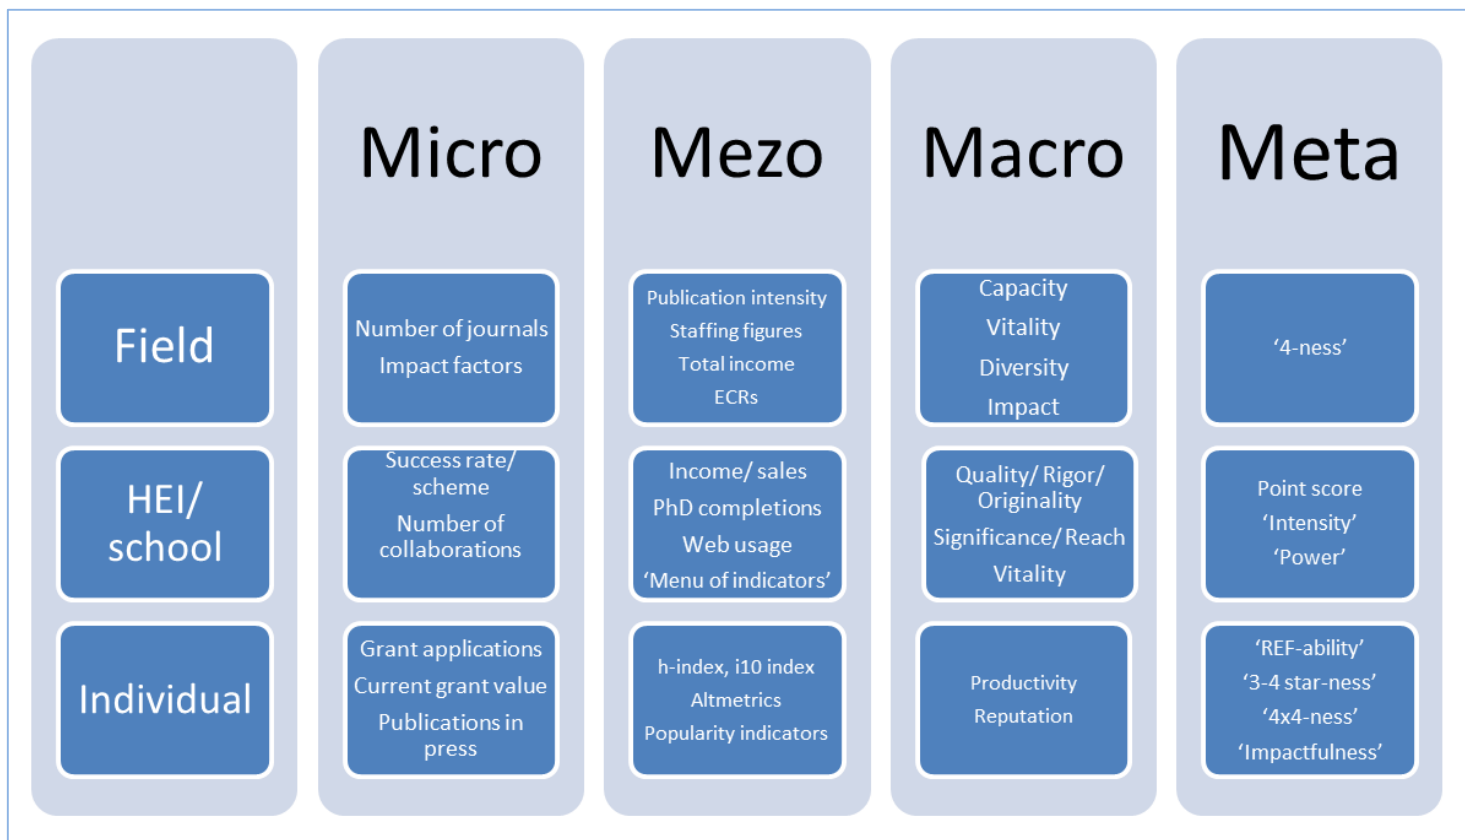 Micro
Mezo
Macro
Meta
Field
Number of journals
Impact factors
Publication intensity
Staffing figures
Total income
ECRs
Capacity
Vitality
Diversity
Impact
‘4-ness’
HEI/
school
Success rate/
scheme
Number of
collaborations
Income/ sales
PhD completions
Web usage
‘Menu of indicators’
Quality/ Rigor/
Originality
Significance/ Reach
Vitality
Point score
‘Intensity’
‘Power’
Individual
Grant applications
Current grant value
Publications in
press
h-index, i10 index
Altmetrics
Popularity indicators
Productivity
Reputation
‘REF-ability’
‘3-4 star-ness’
‘4x4-ness’
‘Impactfulness’